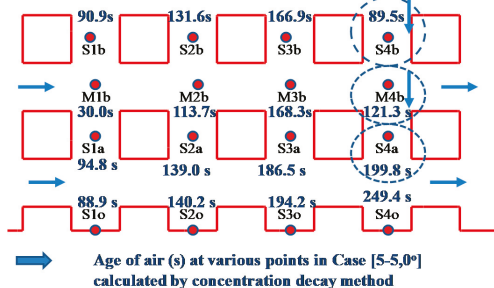 90.9s 131.6s 166.9s 89.5s
S1b S2b S3b S4b
M1b M2b M3b M4b
30.0s 113.7s 168.3s 121.3 s
S1a S2a S3a S4a
94.8 s 139.0 s 186.5 s 199.8 s
88.9 s 140.2 s 194.2 s 249.4 s
S1o S2o S3o S4o
Age of air (s) at various points in Case [5-5,0o]
calculated by concentration decay method